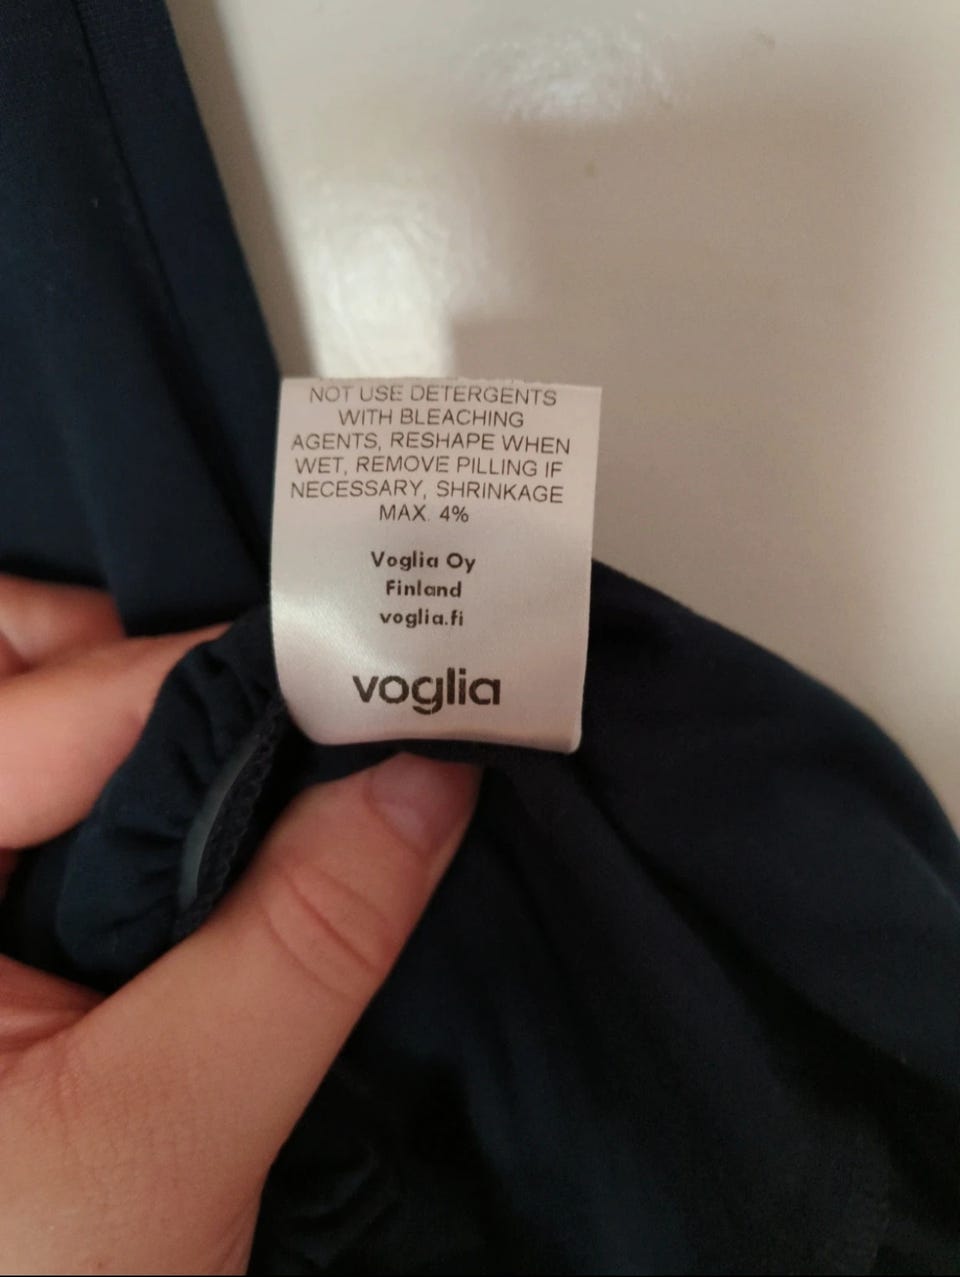 NOT USE DETERGENTS
WITH BLEACHING
AGENTS, RESHAPE WHEN
WET, REMOVE PILLING IF
NECESSARY, SHRINKAGE
MAX. 4%
Voglia Oy
Finland
voglia.fi
voglia